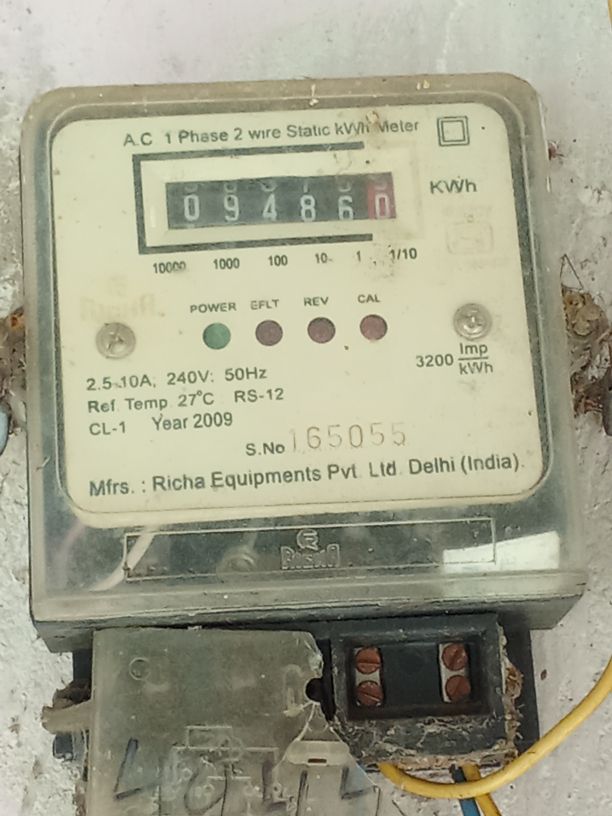 A.C 1 Phase 2 wire Static kWh Meter
094860
KWh
10000 1000 100 10 1 1/10
POWER EFLT REV CAL
3200 Imp/kWh
2.5-10A; 240V; 50Hz
Ref. Temp. 27°C RS-12
CL-1 Year 2009
S.No 165055
Mfrs. : Richa Equipments Pvt. Ltd. Delhi (India).
RICHA